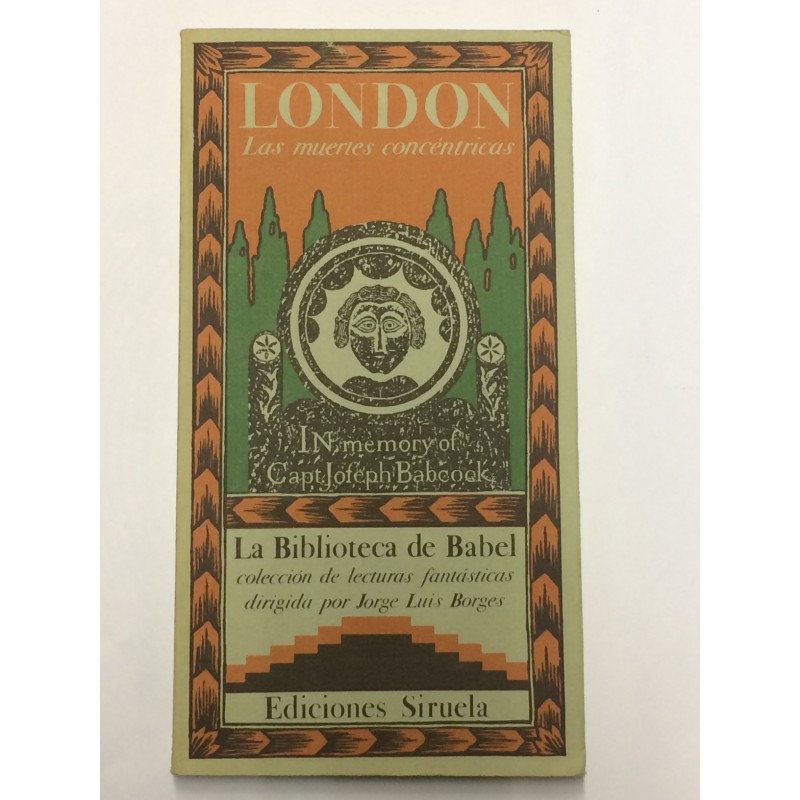 LONDON
Las muertes concéntricas
IN memory of
Capt. Joſeph Babcock
La Biblioteca de Babel
colección de lecturas fantásticas
dirigida por Jorge Luis Borges
Ediciones Siruela